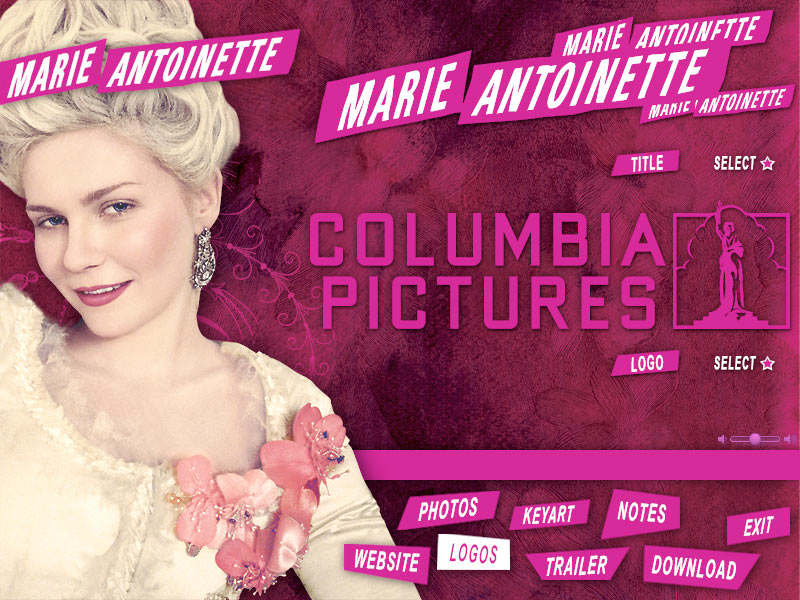 MARIE ANTOINETTE
MARIE ANTOINETTE
MARIE ANTOINETTE
MARIE ANTOINETTE
TITLE SELECT
COLUMBIA
PICTURES
LOGO SELECT
PHOTOS KEYART NOTES EXIT
WEBSITE LOGOS TRAILER DOWNLOAD